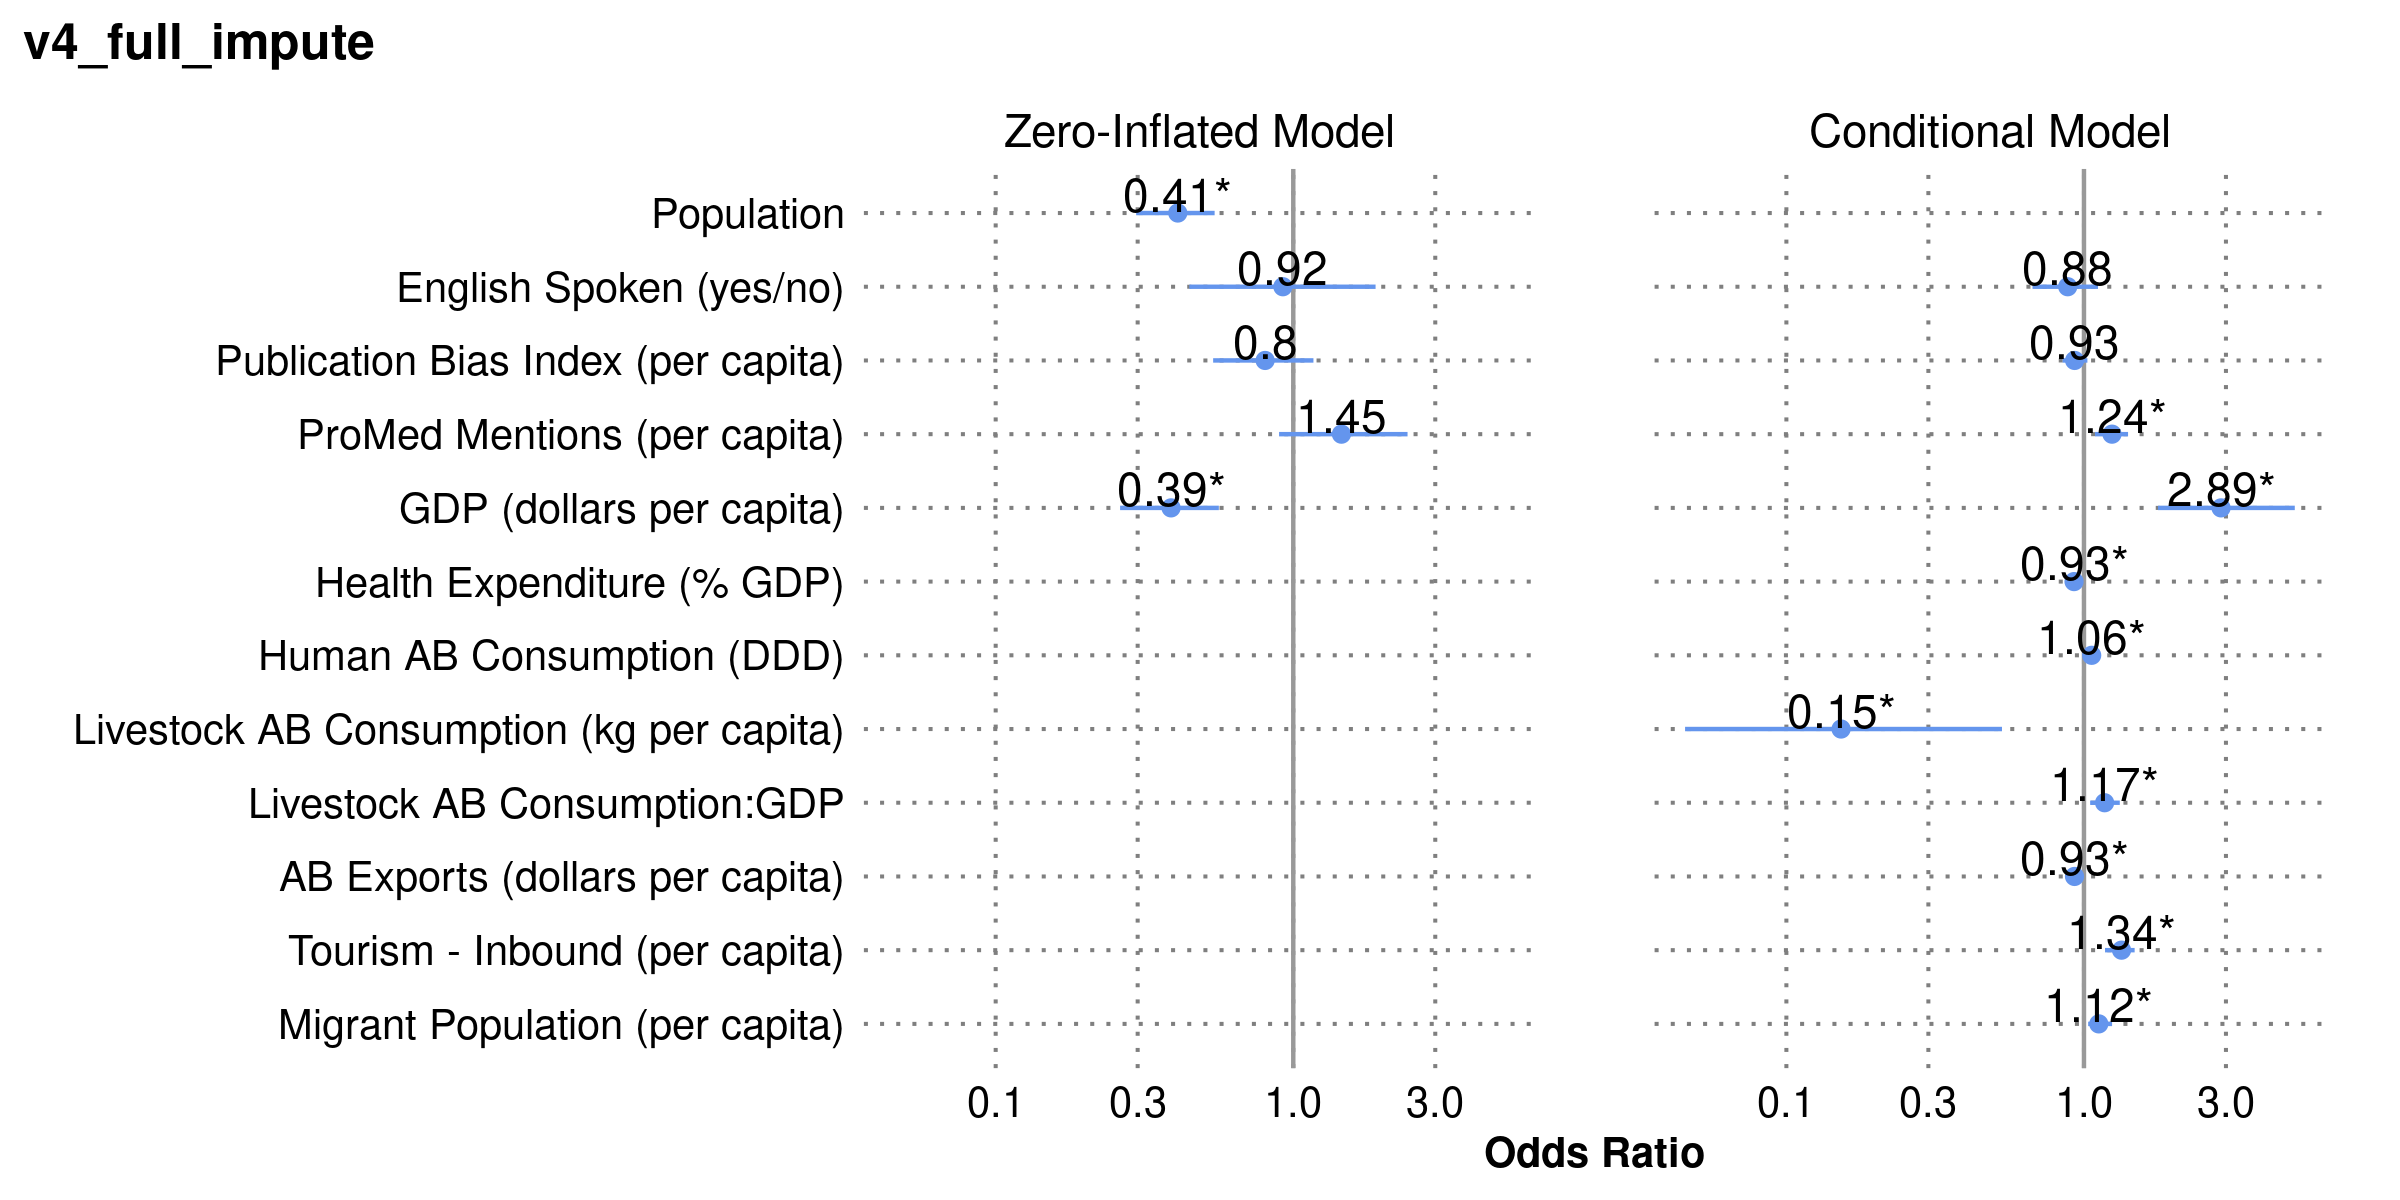 v4_full_impute
Zero-Inflated Model Conditional Model
Population 0.41*
English Spoken (yes/no) 0.92 0.88
Publication Bias Index (per capita) 0.8 0.93
ProMed Mentions (per capita) 1.45 1.24*
GDP (dollars per capita) 0.39* 2.89*
Health Expenditure (% GDP) 0.93*
Human AB Consumption (DDD) 1.06*
Livestock AB Consumption (kg per capita) 0.15*
Livestock AB Consumption:GDP 1.17*
AB Exports (dollars per capita) 0.93*
Tourism - Inbound (per capita) 1.34*
Migrant Population (per capita) 1.12*
0.1 0.3 1.0 3.0 0.1 0.3 1.0 3.0
Odds Ratio